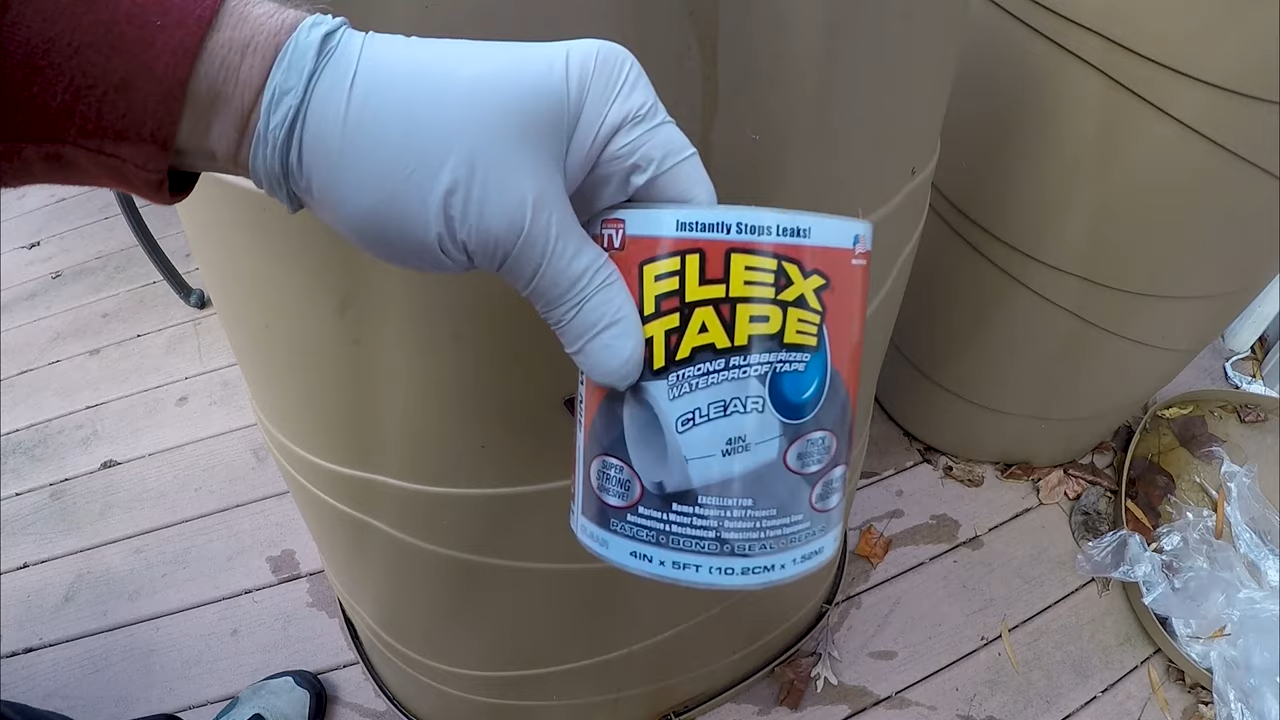 TV
Instantly Stops Leaks!
FLEX
TAPE
STRONG RUBBERIZED
WATERPROOF TAPE
CLEAR
4IN
WIDE
SUPER
STRONG
ADHESIVE!
THICK
EXCELLENT FOR:
Home Repairs & DIY Projects
Marine & Water Sports • Outdoor & Camping Gear
Automotive & Mechanical • Industrial & Farm Equipment
PATCH • BOND • SEAL • REPAIR
4IN x 5FT (10.2CM x 1.52M)